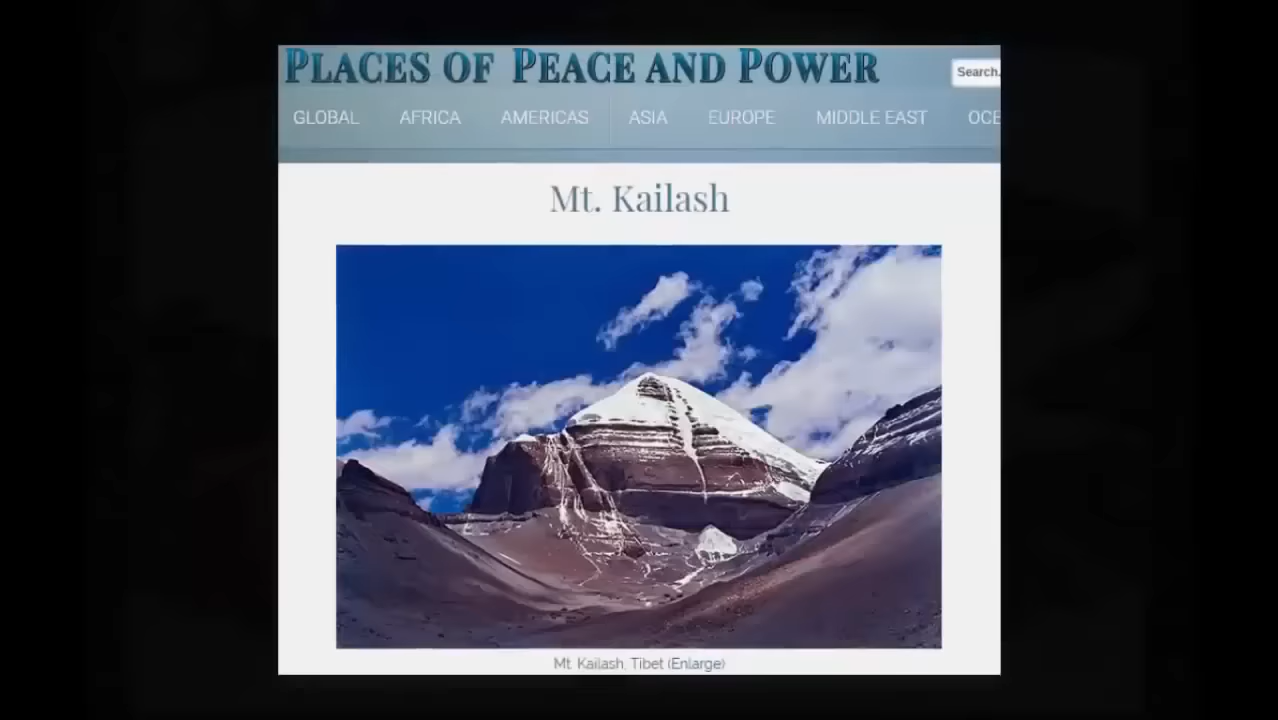 PLACES OF PEACE AND POWER
Search.
GLOBAL AFRICA AMERICAS ASIA EUROPE MIDDLE EAST OCE
Mt. Kailash
Mt. Kailash, Tibet (Enlarge)